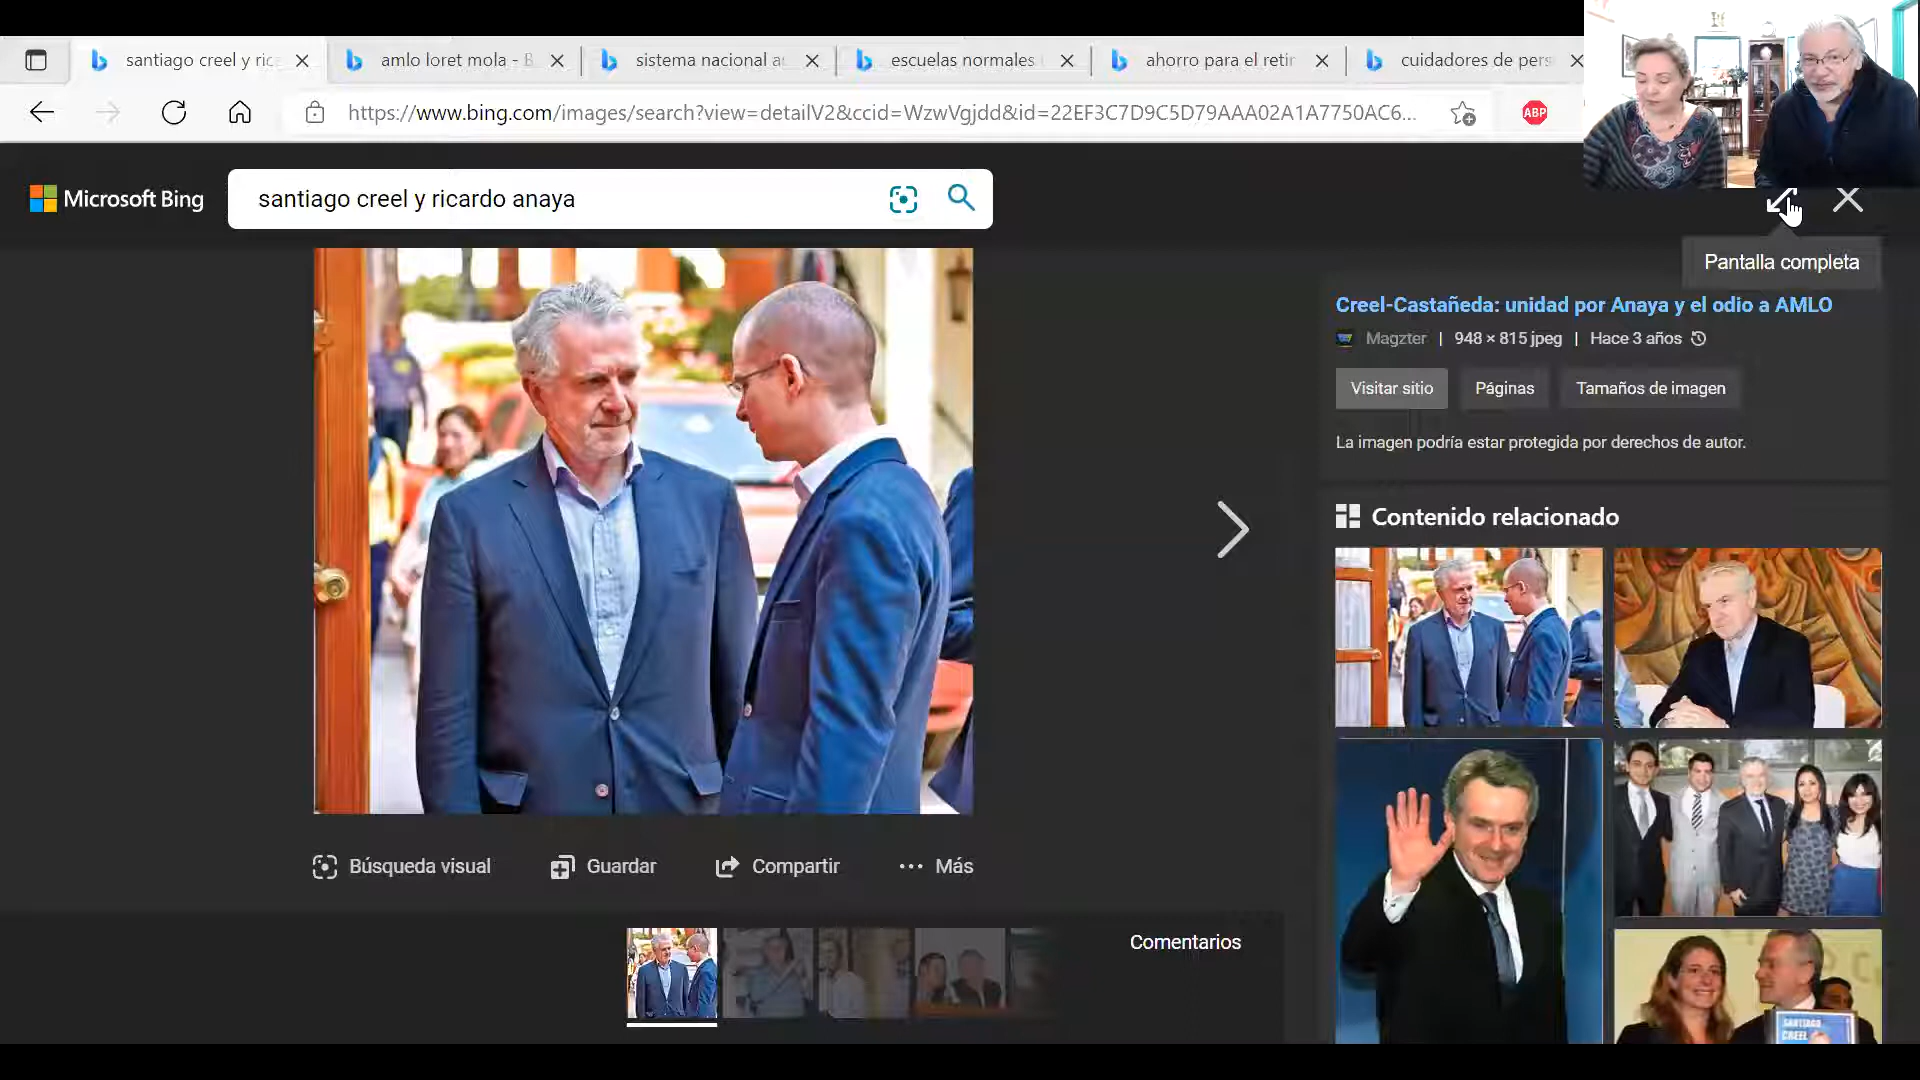 santiago creel y ric
amlo loret mola - B
sistema nacional a
escuelas normales
ahorro para el retir
cuidadores de pers
https://www.bing.com/images/search?view=detailV2&ccid=WzwVgjdd&id=22EF3C7D9C5D79AAA02A1A7750AC6...
ABP
Microsoft Bing
santiago creel y ricardo anaya
Pantalla completa
Creel-Castañeda: unidad por Anaya y el odio a AMLO
Magzter | 948 × 815 jpeg | Hace 3 años
Visitar sitio
Páginas
Tamaños de imagen
La imagen podría estar protegida por derechos de autor.
Contenido relacionado
Búsqueda visual
Guardar
Compartir
Más
Comentarios
SANTIAGO
CREEL